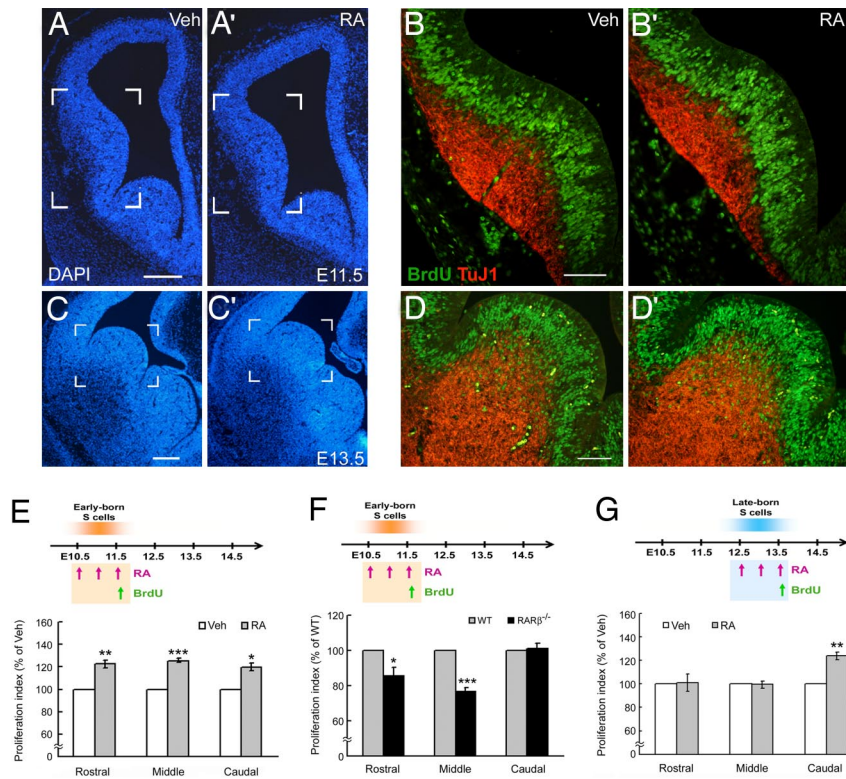 A
Veh
A'
RA
DAPI
E11.5
B
Veh
B'
RA
BrdU TuJ1
C
C'
E13.5
D
D'
E
Early-born
S cells
E10.5 11.5 12.5 13.5 14.5
RA
BrdU
Proliferation index (% of Veh)
160
140
120
100
80
60
0
Veh RA
**
***
*
Rostral Middle Caudal
F
Early-born
S cells
E10.5 11.5 12.5 13.5 14.5
RA
BrdU
Proliferation index (% of WT)
120
100
80
60
0
WT RARβ-/-
*
***
Rostral Middle Caudal
G
Late-born
S cells
E10.5 11.5 12.5 13.5 14.5
RA
BrdU
Proliferation index (% of Veh)
160
140
120
100
80
60
0
Veh RA
**
Rostral Middle Caudal